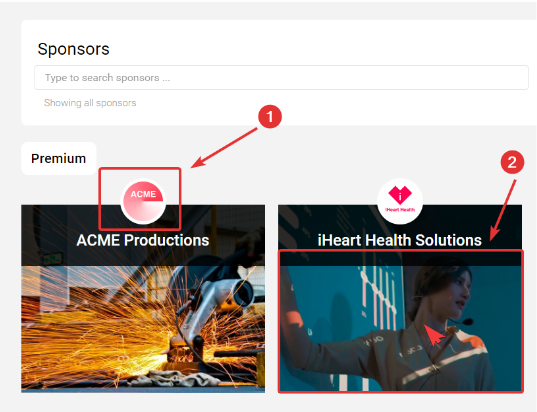 Sponsors
Type to search sponsors ...
Showing all sponsors
1
Premium
2
ACME
i
iHeart Health
ACME Productions
iHeart Health Solutions